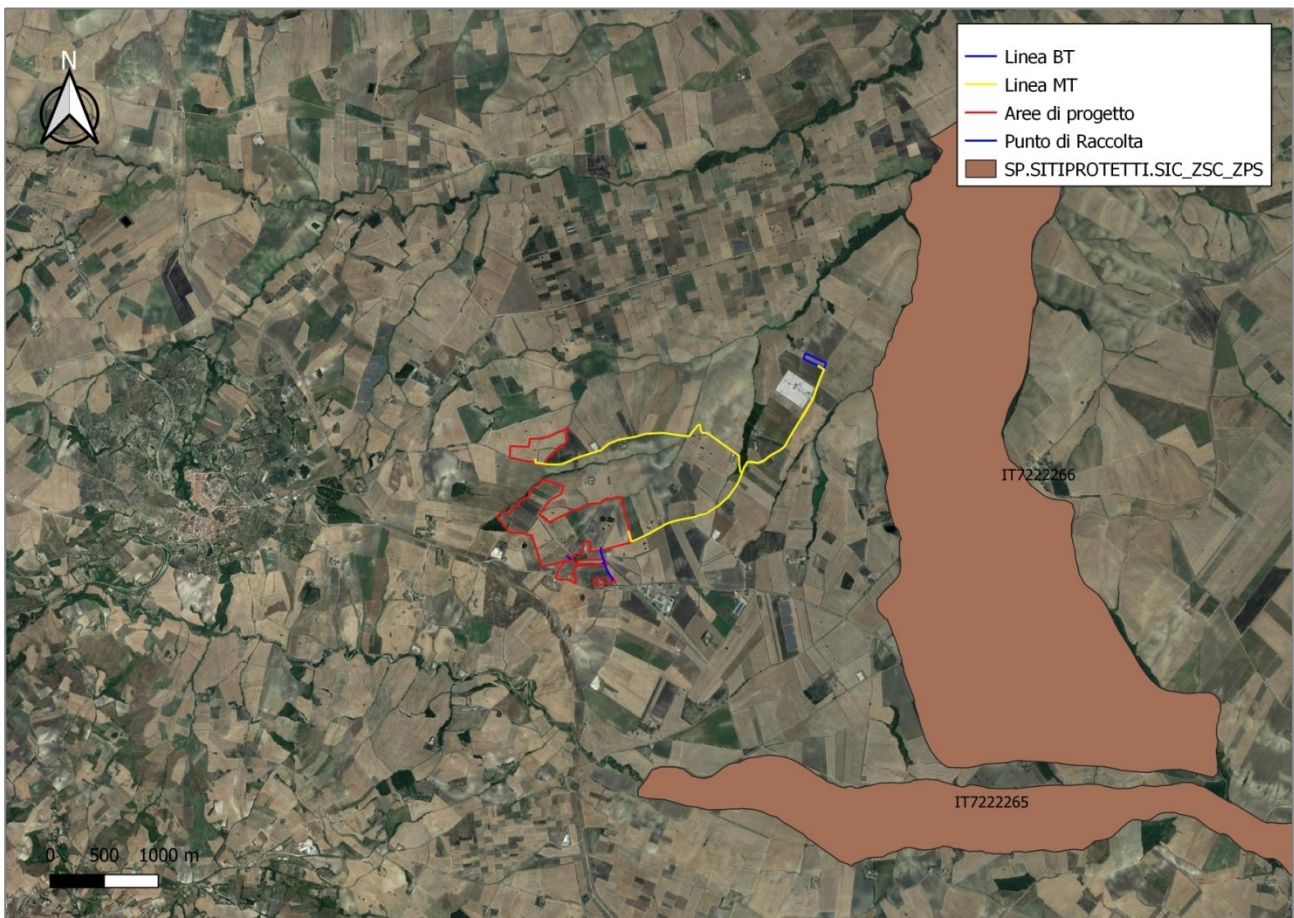 N
Linea BT
Linea MT
Aree di progetto
Punto di Raccolta
SP.SITIPROTETTI.SIC_ZSC_ZPS
IT7222266
IT7222265
0 500 1000 m